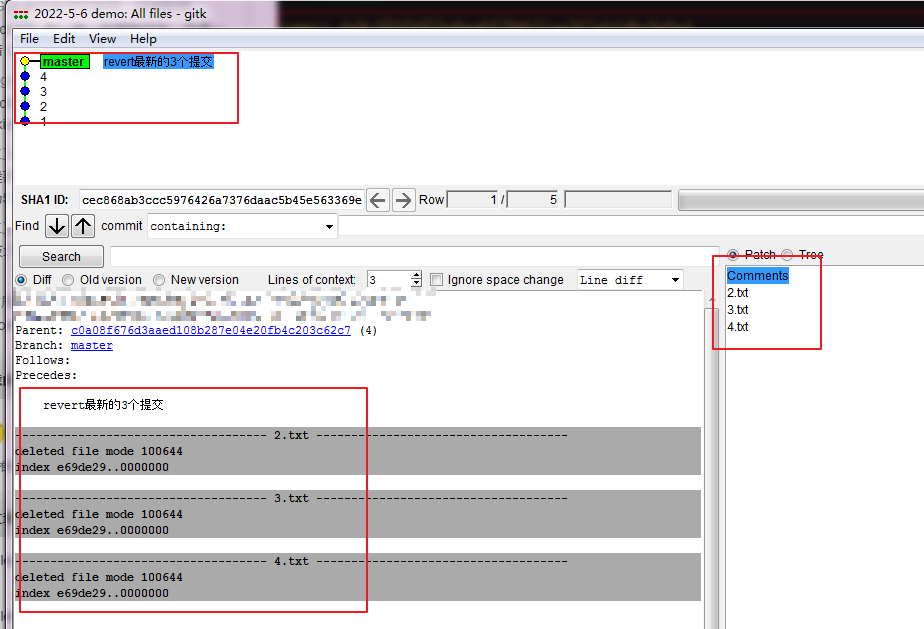 2022-5-6 demo: All files - gitk
File Edit View Help
master revert最新的3个提交
4
3
2
1
SHA1 ID: cec868ab3ccc5976426a7376daac5b45e563369e Row 1 / 5
Find commit containing:
Search
Diff Old version New version Lines of context: 3 Ignore space change Line diff
Patch Tree
Comments
2.txt
3.txt
4.txt
Parent: c0a08f676d3aaed108b287e04e20fb4c203c62c7 (4)
Branch: master
Follows:
Precedes:
revert最新的3个提交
-------------------------------- 2.txt --------------------------------
deleted file mode 100644
index e69de29..0000000
-------------------------------- 3.txt --------------------------------
deleted file mode 100644
index e69de29..0000000
-------------------------------- 4.txt --------------------------------
deleted file mode 100644
index e69de29..0000000